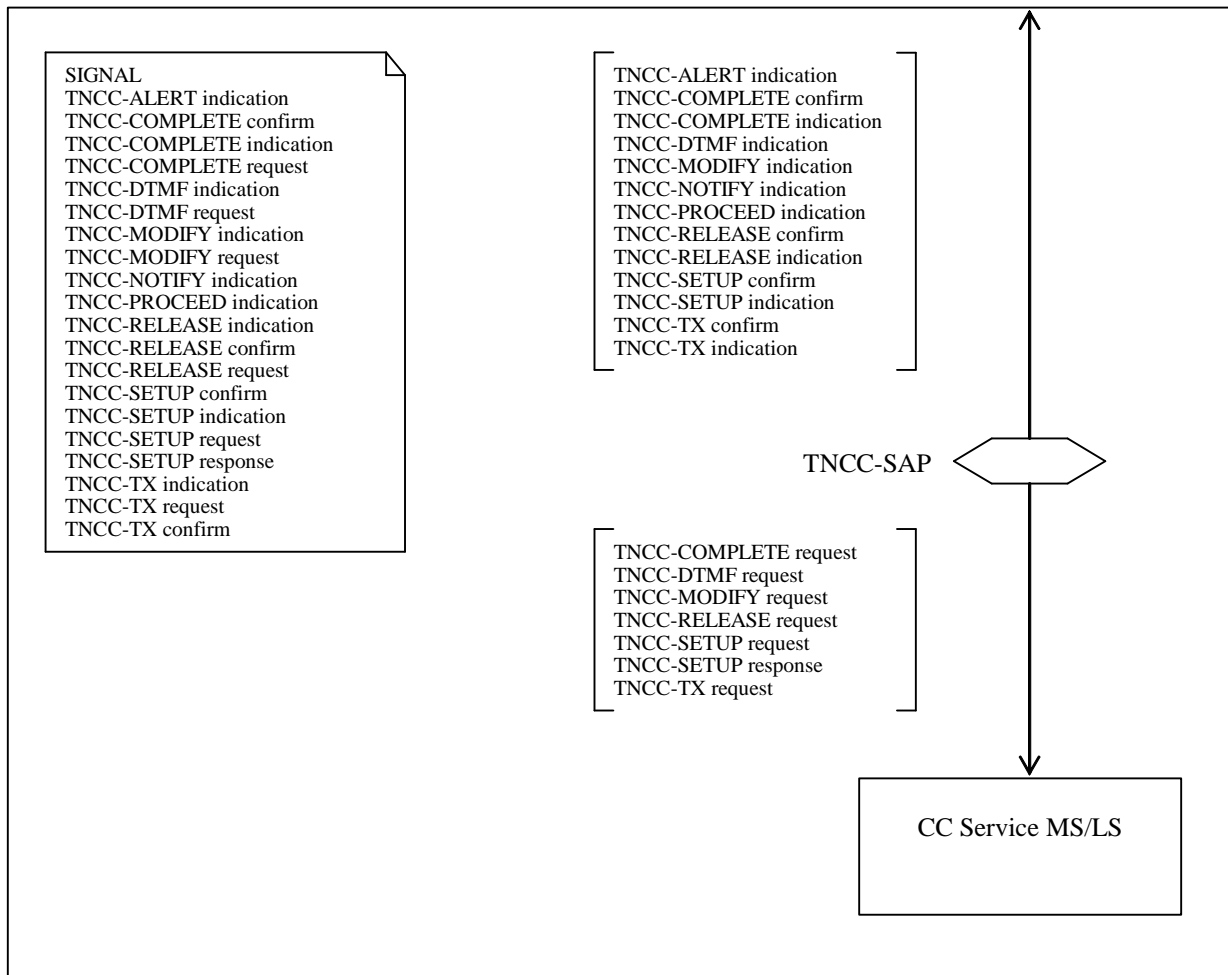 SIGNAL
TNCC-ALERT indication
TNCC-COMPLETE confirm
TNCC-COMPLETE indication
TNCC-COMPLETE request
TNCC-DTMF indication
TNCC-DTMF request
TNCC-MODIFY indication
TNCC-MODIFY request
TNCC-NOTIFY indication
TNCC-PROCEED indication
TNCC-RELEASE indication
TNCC-RELEASE confirm
TNCC-RELEASE request
TNCC-SETUP confirm
TNCC-SETUP indication
TNCC-SETUP request
TNCC-SETUP response
TNCC-TX indication
TNCC-TX request
TNCC-TX confirm
TNCC-ALERT indication
TNCC-COMPLETE confirm
TNCC-COMPLETE indication
TNCC-DTMF indication
TNCC-MODIFY indication
TNCC-NOTIFY indication
TNCC-PROCEED indication
TNCC-RELEASE confirm
TNCC-RELEASE indication
TNCC-SETUP confirm
TNCC-SETUP indication
TNCC-TX confirm
TNCC-TX indication
TNCC-SAP
TNCC-COMPLETE request
TNCC-DTMF request
TNCC-MODIFY request
TNCC-RELEASE request
TNCC-SETUP request
TNCC-SETUP response
TNCC-TX request
CC Service MS/LS